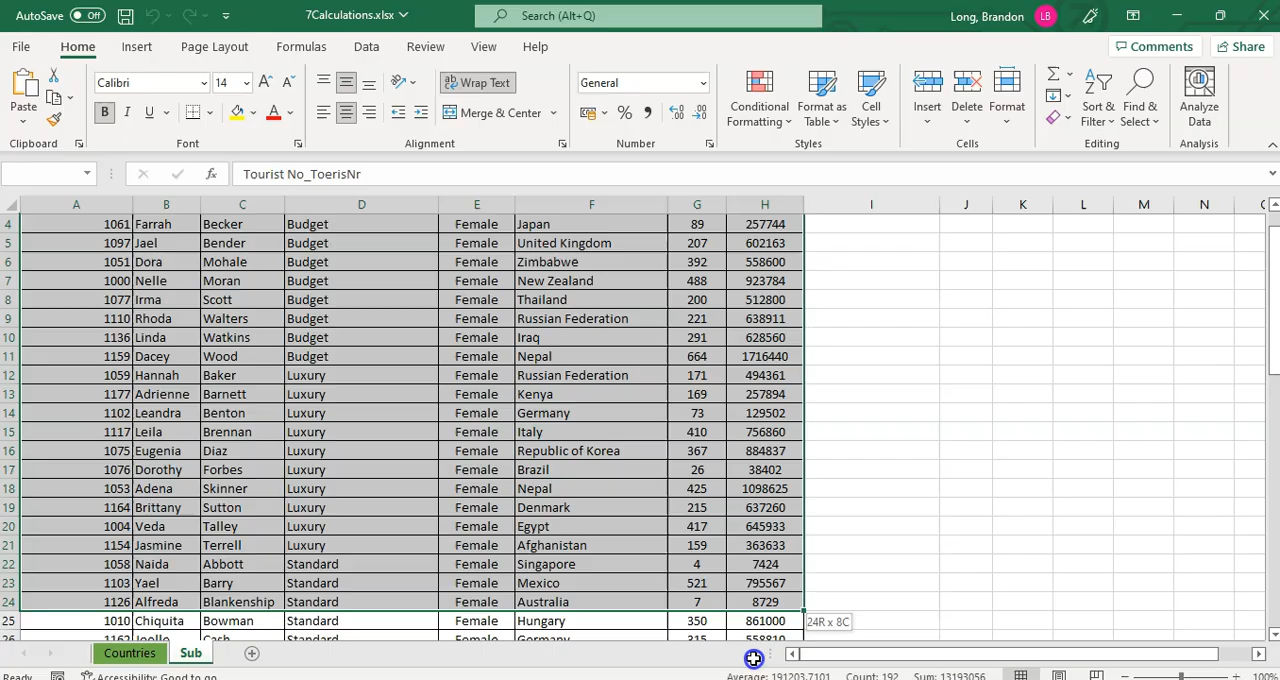 AutoSave Off 7Calculations.xlsx Search (Alt+Q) Long, Brandon LB
File Home Insert Page Layout Formulas Data Review View Help Comments Share
Calibri 14 Wrap Text General
Paste B I U Merge & Center % Conditional Formatting Format as Table Cell Styles Insert Delete Format Sort & Filter Find & Select Analyze Data
Clipboard Font Alignment Number Styles Cells Editing Analysis
fx Tourist No_ToerisNr
A B C D E F G H I J K L M N
4 1061 Farrah Becker Budget Female Japan 89 257744
5 1097 Jael Bender Budget Female United Kingdom 207 602163
6 1051 Dora Mohale Budget Female Zimbabwe 392 558600
7 1000 Nelle Moran Budget Female New Zealand 488 923784
8 1077 Irma Scott Budget Female Thailand 200 512800
9 1110 Rhoda Walters Budget Female Russian Federation 221 638911
10 1136 Linda Watkins Budget Female Iraq 291 628560
11 1159 Dacey Wood Budget Female Nepal 664 1716440
12 1059 Hannah Baker Luxury Female Russian Federation 171 494361
13 1177 Adrienne Barnett Luxury Female Kenya 169 257894
14 1102 Leandra Benton Luxury Female Germany 73 129502
15 1117 Leila Brennan Luxury Female Italy 410 756860
16 1075 Eugenia Diaz Luxury Female Republic of Korea 367 884837
17 1076 Dorothy Forbes Luxury Female Brazil 26 38402
18 1053 Adena Skinner Luxury Female Nepal 425 1098625
19 1164 Brittany Sutton Luxury Female Denmark 215 637260
20 1004 Veda Talley Luxury Female Egypt 417 645933
21 1154 Jasmine Terrell Luxury Female Afghanistan 159 363633
22 1058 Naida Abbott Standard Female Singapore 4 7424
23 1103 Yael Barry Standard Female Mexico 521 795567
24 1126 Alfreda Blankenship Standard Female Australia 7 8729
25 1010 Chiquita Bowman Standard Female Hungary 350 861000 24R x 8C
26 1162 Joelle Cash Standard Female Germany 315 558810
Countries Sub
Ready Accessibility: Good to go Average: 191203.7101 Count: 192 Sum: 13193056 100%